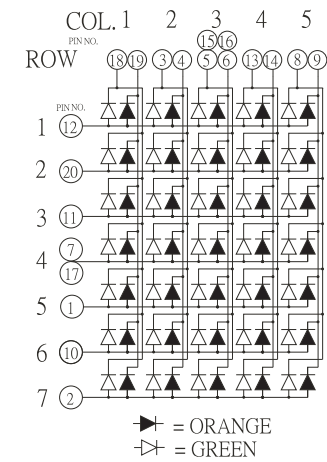 COL. 1 2 3 4 5
PIN NO.
15 16
ROW 18 19 3 4 5 6 13 14 8 9
PIN NO.
1 12
2 20
3 11
4 7
17
5 1
6 10
7 2
= ORANGE
= GREEN